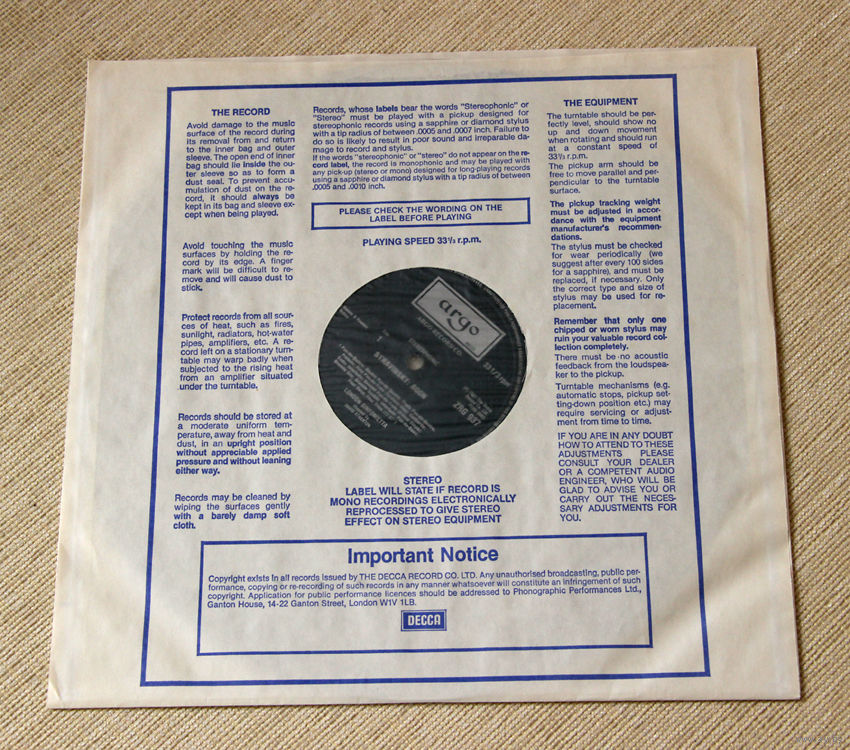 THE RECORD
Avoid damage to the music
surface of the record during
its removal from and return
to the inner bag and outer
sleeve. The open end of inner
bag should lie inside the ou-
ter sleeve so as to form a
dust seal. To prevent accu-
mulation of dust on the re-
cord, it should always be
kept in its bag and sleeve ex-
cept when being played.
Avoid touching the music
surfaces by holding the re-
cord by its edge. A finger
mark will be difficult to re-
move and will cause dust to
stick.
Protect records from all sour-
ces of heat, such as fires,
sunlight, radiators, hot-water
pipes, amplifiers, etc. A re-
cord left on a stationary turn-
table may warp badly when
subjected to the rising heat
from an amplifier situated
under the turntable.
Records should be stored at
a moderate uniform tem-
perature, away from heat and
dust, in an upright position
without appreciable applied
pressure and without leaning
either way.
Records may be cleaned by
wiping the surfaces gently
with a barely damp soft
cloth.
Records, whose labels bear the words "Stereophonic" or
"Stereo" must be played with a pickup designed for
stereophonic records using a sapphire or diamond stylus
with a tip radius of between .0005 and .0007 inch. Failure to
do so is likely to result in poor sound and irreparable da-
mage to record and stylus.
If the words "stereophonic" or "stereo" do not appear on the re-
cord label, the record is monophonic and may be played with
any pick-up (stereo or mono) designed for long-playing records
using a sapphire or diamond stylus with a tip radius of between
.0005 and .0010 inch.
PLEASE CHECK THE WORDING ON THE
LABEL BEFORE PLAYING
PLAYING SPEED 33⅓ r.p.m.
argo
STEREO
LABEL WILL STATE IF RECORD IS
MONO RECORDINGS ELECTRONICALLY
REPROCESSED TO GIVE STEREO
EFFECT ON STEREO EQUIPMENT
THE EQUIPMENT
The turntable should be per-
fectly level, should show no
up and down movement
when rotating and should run
at a constant speed of
33⅓ r.p.m.
The pickup arm should be
free to move parallel and per-
pendicular to the turntable
surface.
The pickup tracking weight
must be adjusted in accor-
dance with the equipment
manufacturer's recommen-
dations.
The stylus must be checked
for wear periodically (we
suggest after every 100 sides
for a sapphire), and must be
replaced, if necessary. Only
the correct type and size of
stylus may be used for re-
placement.
Remember that only one
chipped or worn stylus may
ruin your valuable record col-
lection completely.
There must be no acoustic
feedback from the loudspea-
ker to the pickup.
Turntable mechanisms (e.g.
automatic stops, pickup set-
ting-down position etc.) may
require servicing or adjust-
ment from time to time.
IF YOU ARE IN ANY DOUBT
HOW TO ATTEND TO THESE
ADJUSTMENTS PLEASE
CONSULT YOUR DEALER
OR A COMPETENT AUDIO
ENGINEER, WHO WILL BE
GLAD TO ADVISE YOU OR
CARRY OUT THE NECES-
SARY ADJUSTMENTS FOR
YOU.
Important Notice
Copyright exists in all records issued by THE DECCA RECORD CO. LTD. Any unauthorised broadcasting, public per-
formance, copying or re-recording of such records in any manner whatsoever will constitute an infringement of such
copyright. Application for public performance licences should be addressed to Phonographic Performances Ltd.,
Ganton House, 14-22 Ganton Street, London W1V 1LB.
DECCA